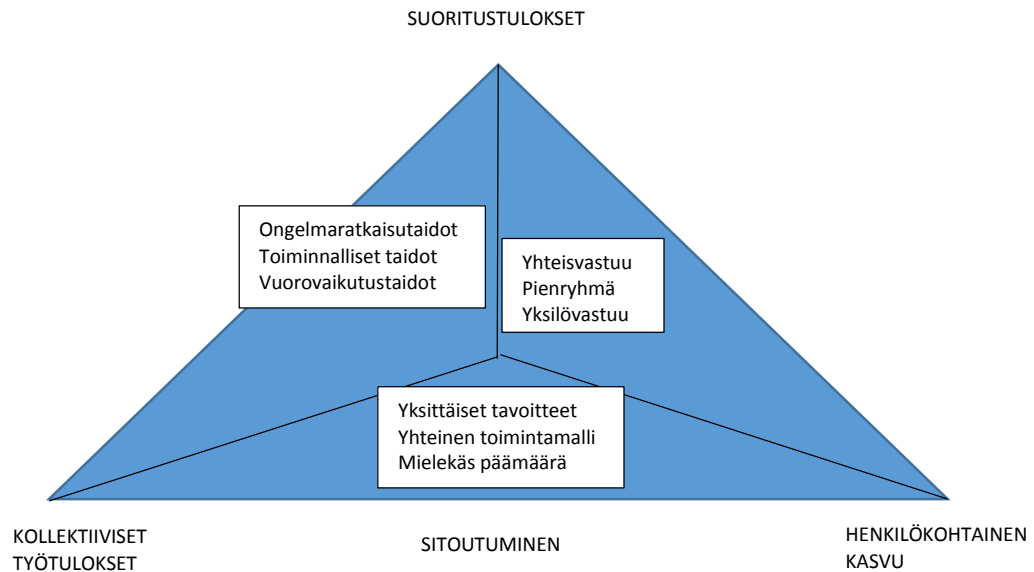 SUORITUSTULOKSET
Ongelmaratkaisutaidot
Toiminnalliset taidot
Vuorovaikutustaidot
Yhteisvastuu
Pienryhmä
Yksilövastuu
Yksittäiset tavoitteet
Yhteinen toimintamalli
Mielekäs päämäärä
KOLLEKTIIVISET
TYÖTULOKSET
SITOUTUMINEN
HENKILÖKOHTAINEN
KASVU